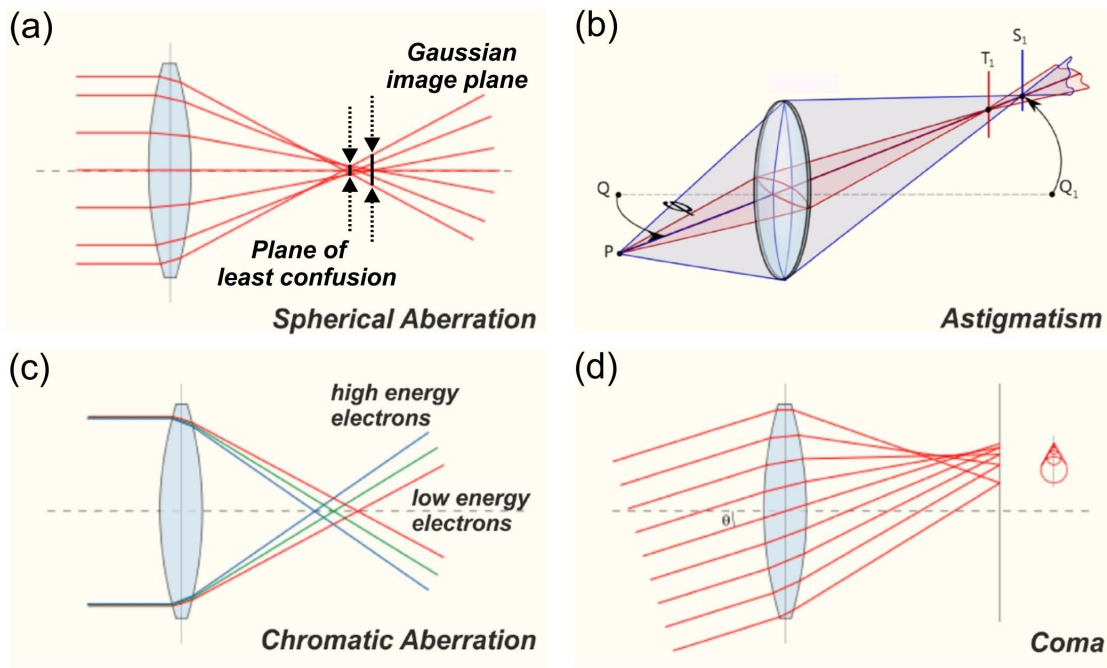 (a)
Gaussian
image plane
Plane of
least confusion
Spherical Aberration
(b)
S₁
T₁
Q
Q₁
P
Astigmatism
(c)
high energy
electrons
low energy
electrons
Chromatic Aberration
(d)
θ
Coma